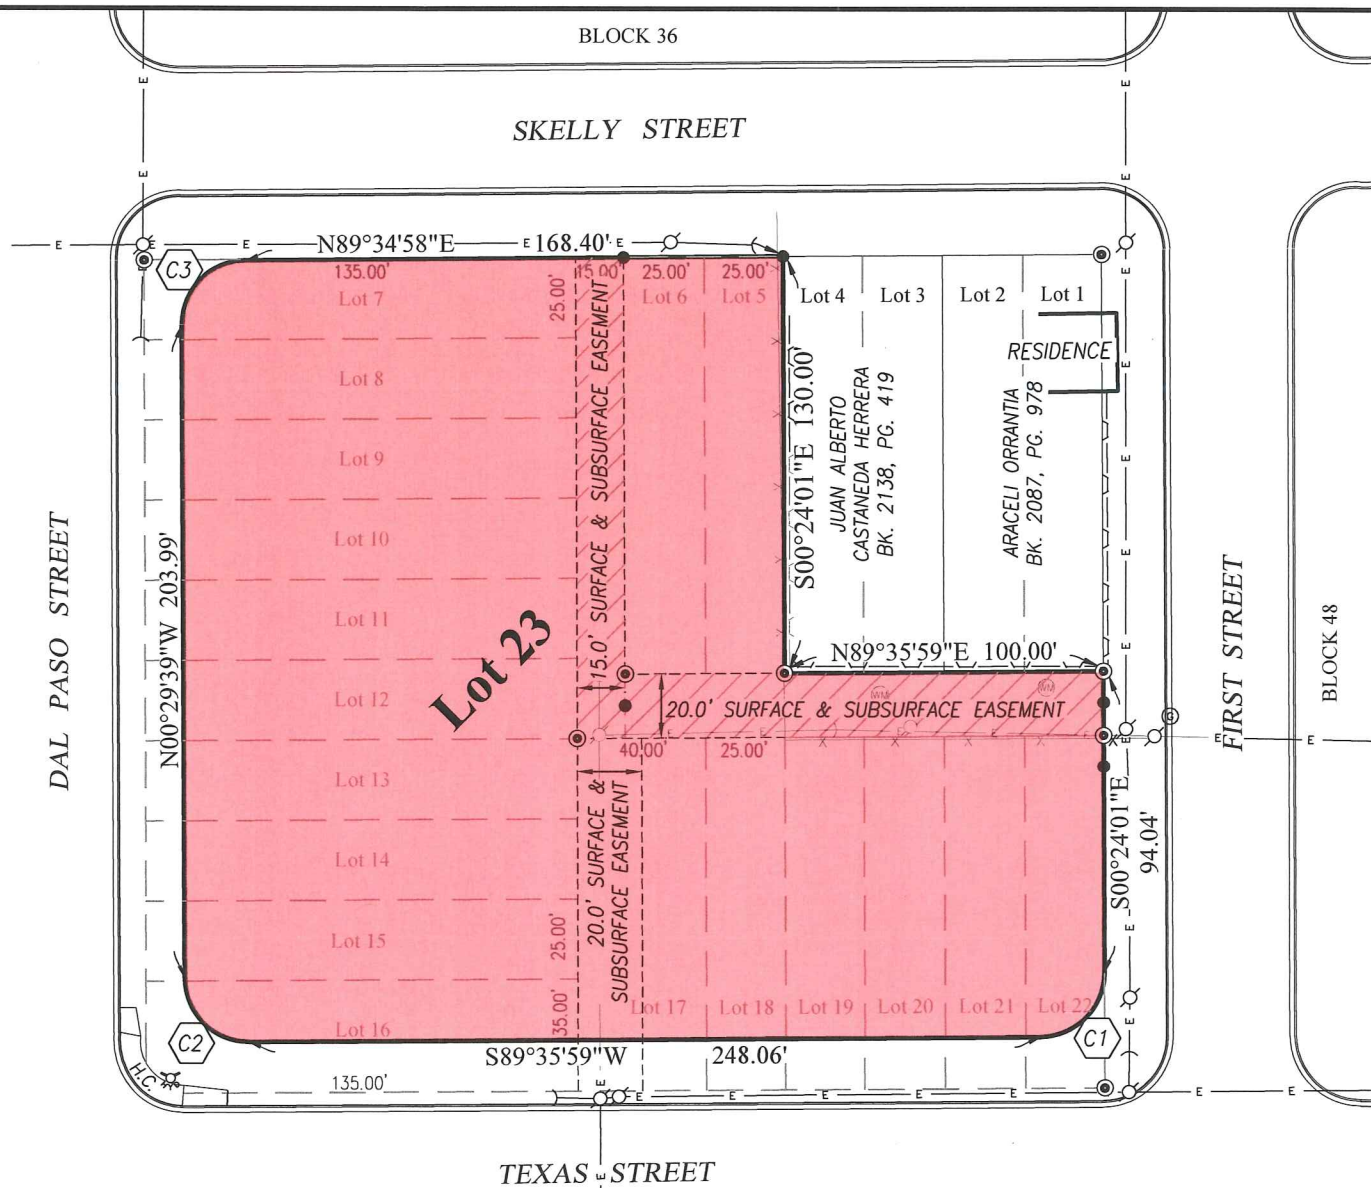 BLOCK 36
SKELLY STREET
E
E
E
E
E
E
N89°34'58"E
E
168.40'
E
C3
135.00'
15.00'
25.00'
25.00'
Lot 7
25.00'
Lot 6
Lot 5
Lot 4
Lot 3
Lot 2
Lot 1
RESIDENCE
Lot 8
Lot 9
Lot 10
Lot 11
Lot 12
Lot 13
Lot 14
Lot 15
Lot 16
15.0' SURFACE & SUBSURFACE EASEMENT
S00°24'01"E 130.00'
JUAN ALBERTO
CASTANEDA HERRERA
BK. 2138, PG. 419
ARACELI ORRANTIA
BK. 2087, PG. 978
E
E
E
E
DAL PASO STREET
N00°29'39"W 203.99'
Lot 23
N89°35'59"E 100.00'
WM
WM
20.0' SURFACE & SUBSURFACE EASEMENT
40.00'
25.00'
G
E
E
E
FIRST STREET
BLOCK 48
20.0' SURFACE &
SUBSURFACE EASEMENT
S00°24'01"E
94.04'
25.00'
35.00'
Lot 17
Lot 18
Lot 19
Lot 20
Lot 21
Lot 22
C2
C1
S89°35'59"W
248.06'
H.C.
135.00'
E
E
E
E
E
E
E
E
TEXAS STREET
E